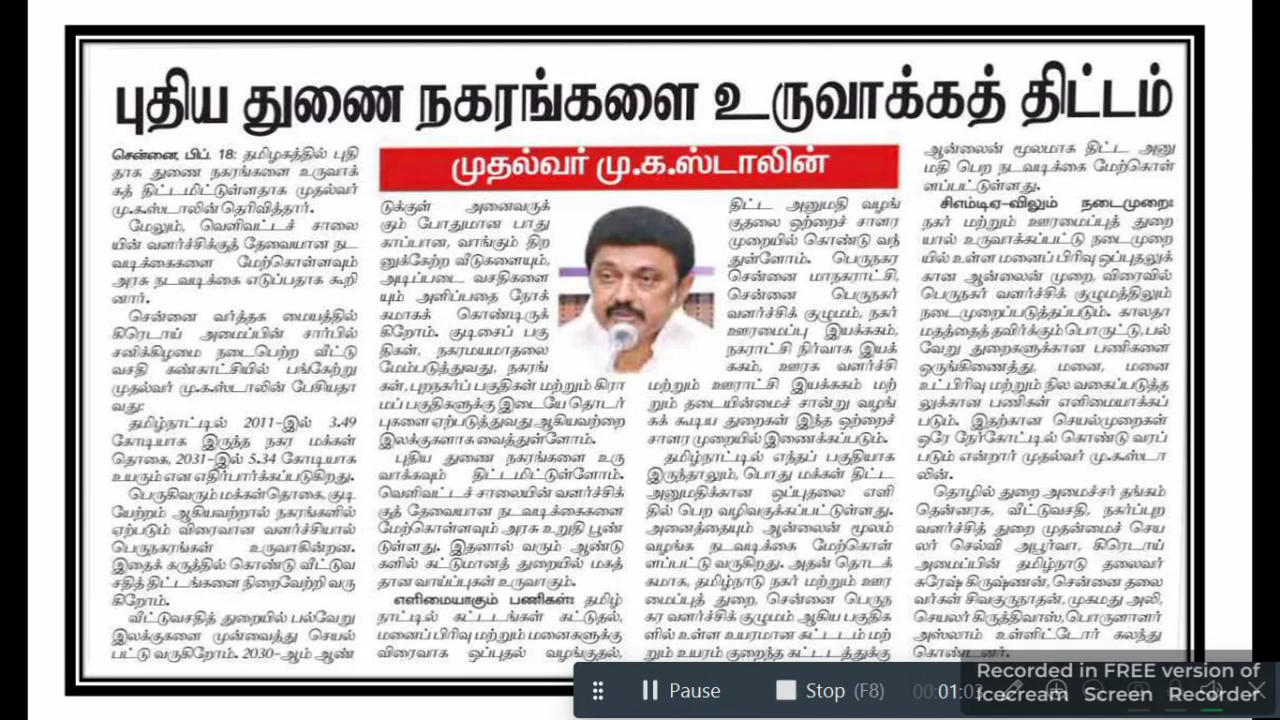 புதிய துணை நகரங்களை உருவாக்கத் திட்டம்
முதல்வர் மு.க.ஸ்டாலின்
சென்னை, பிப். 18: தமிழகத்தில் புதி
தாக துணை நகரங்களை உருவாக்
கத் திட்டமிட்டுள்ளதாக முதல்வர்
மு.க.ஸ்டாலின் தெரிவித்தார்.
மேலும், வெளிவட்டச் சாலை
யின் வளர்ச்சிக்குத் தேவையான நட
வடிக்கைகளை மேற்கொள்ளவும்
அரசு நடவடிக்கை எடுப்பதாக கூறி
னார்.
சென்னை வர்த்தக மையத்தில்
கிரெடாய் அமைப்பின் சார்பில்
சனிக்கிழமை நடைபெற்ற வீட்டு
வசதி கண்காட்சியில் பங்கேற்று
முதல்வர் மு.க.ஸ்டாலின் பேசியதா
வது:
தமிழ்நாட்டில் 2011-இல் 3.49
கோடியாக இருந்த நகர மக்கள்
தொகை, 2031-இல் 5.34 கோடியாக
உயரும் என எதிர்பார்க்கப்படுகிறது.
பெருகிவரும் மக்கள்தொகை, குடி
யேற்றம் ஆகியவற்றால் நகரங்களில்
ஏற்படும் விரைவான வளர்ச்சியால்
பெருநகரங்கள் உருவாகின்றன.
இதைக் கருத்தில் கொண்டு வீட்டுவ
சதித் திட்டங்களை நிறைவேற்றி வரு
கிறோம்.
வீட்டுவசதித் துறையில் பல்வேறு
இலக்குகளை முன்வைத்து செயல்
பட்டு வருகிறோம். 2030-ஆம் ஆண்
டுக்குள் அனைவருக்
கும் போதுமான பாது
காப்பான, வாங்கும் திற
னுக்கேற்ற வீடுகளையும்,
அடிப்படை வசதிகளை
யும் அளிப்பதை நோக்
கமாகக் கொண்டிருக்
கிறோம். குடிசைப் பகு
திகள், நகரமயமாதலை
மேம்படுத்துவது, நகரங்
கள், புறநகர்ப் பகுதிகள் மற்றும் கிரா
மப் பகுதிகளுக்கு இடையே தொடர்
புகளை ஏற்படுத்துவது ஆகியவற்றை
இலக்குகளாக வைத்துள்ளோம்.
புதிய துணை நகரங்களை உரு
வாக்கவும் திட்டமிட்டுள்ளோம்.
வெளிவட்டச் சாலையின் வளர்ச்சிக்
குத் தேவையான நடவடிக்கைகளை
மேற்கொள்ளவும் அரசு உறுதி பூண்
டுள்ளது. இதனால் வரும் ஆண்டு
களில் கட்டுமானத் துறையில் மகத்
தான வாய்ப்புகள் உருவாகும்.
எளிமையாகும் பணிகள்: தமிழ்
நாட்டில் கட்டடங்கள் கட்டுதல்,
மனைப் பிரிவு மற்றும் மனைகளுக்கு
விரைவாக ஒப்புதல் வழங்குதல்,
திட்ட அனுமதி வழங்
குதலை ஒற்றைச் சாளர
முறையில் கொண்டு வந்
துள்ளோம். பெருநகர
சென்னை மாநகராட்சி,
சென்னை பெருநகர்
வளர்ச்சிக் குழுமம், நகர்
ஊரமைப்பு இயக்ககம்,
நகராட்சி நிர்வாக இயக்
ககம், ஊரக வளர்ச்சி
மற்றும் ஊராட்சி இயக்ககம் மற்
றும் தடையின்மைச் சான்று வழங்
கக் கூடிய துறைகள் இந்த ஒற்றைச்
சாளர முறையில் இணைக்கப்படும்.
தமிழ்நாட்டில் எந்தப் பகுதியாக
இருந்தாலும், பொது மக்கள் திட்ட
அனுமதிக்கான ஒப்புதலை எளி
தில் பெற வழிவகுக்கப்பட்டுள்ளது.
அனைத்தையும் ஆன்லைன் மூலம்
வழங்க நடவடிக்கை மேற்கொள்
ளப்பட்டு வருகிறது. அதன் தொடக்
கமாக, தமிழ்நாடு நகர் மற்றும் ஊர
மைப்புத் துறை, சென்னை பெருந
கர வளர்ச்சிக் குழுமம் ஆகிய பகுதிக
ளில் உள்ள உயரமான கட்டடம் மற்
றும் உயரம் குறைந்த கட்டடத்துக்கு
ஆன்லைன் மூலமாக திட்ட அனு
மதி பெற நடவடிக்கை மேற்கொள்
ளப்பட்டுள்ளது.
சிஎம்டிஏ-விலும் நடைமுறை:
நகர் மற்றும் ஊரமைப்புத் துறை
யால் உருவாக்கப்பட்டு நடைமுறை
யில் உள்ள மனைப் பிரிவு ஒப்புதலுக்
கான ஆன்லைன் முறை, விரைவில்
பெருநகர் வளர்ச்சிக் குழுமத்திலும்
நடைமுறைப்படுத்தப்படும். காலதா
மதத்தைத் தவிர்க்கும் பொருட்டு, பல்
வேறு துறைகளுக்கான பணிகளை
ஒருங்கிணைத்து, மனை, மனை
உட்பிரிவு மற்றும் நில வகைப்படுத்த
லுக்கான பணிகள் எளிமையாக்கப்
படும். இதற்கான செயல்முறைகள்
ஒரே நேர்கோட்டில் கொண்டு வரப்
படும் என்றார் முதல்வர் மு.க.ஸ்டா
லின்.
தொழில் துறை அமைச்சர் தங்கம்
தென்னரசு, வீட்டுவசதி, நகர்ப்புற
வளர்ச்சித் துறை முதன்மைச் செய
லர் செல்வி அபூர்வா, கிரெடாய்
அமைப்பின் தமிழ்நாடு தலைவர்
சுரேஷ் கிருஷ்ணன், சென்னை தலை
வர்கள் சிவகுருநாதன், முகமது அலி,
செயலர் கிருத்திவாஸ், பொருளாளர்
அஸ்லாம் உள்ளிட்டோர் கலந்து
கொண்டனர்.
Pause Stop (F8) 00:01:03
Recorded in FREE version of
Icecream Screen Recorder